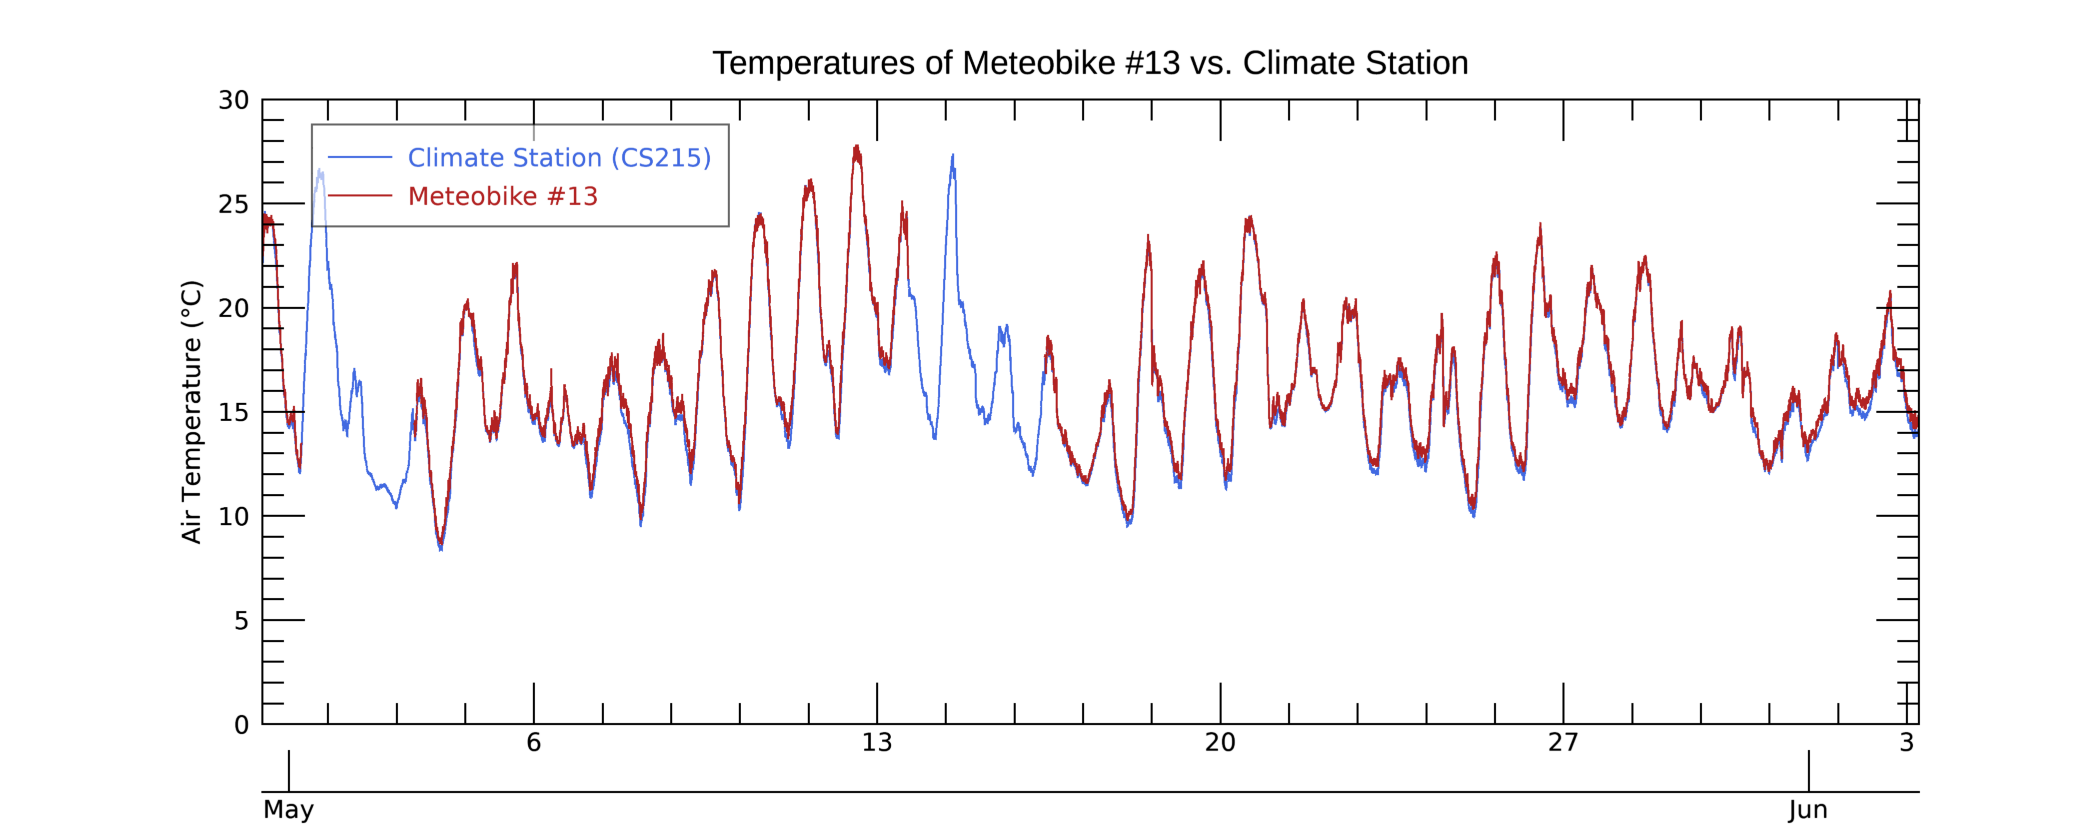 Temperatures of Meteobike #13 vs. Climate Station
30
Climate Station (CS215)
Meteobike #13
25
20
15
10
5
0
Air Temperature (°C)
6 13 20 27 3
May Jun